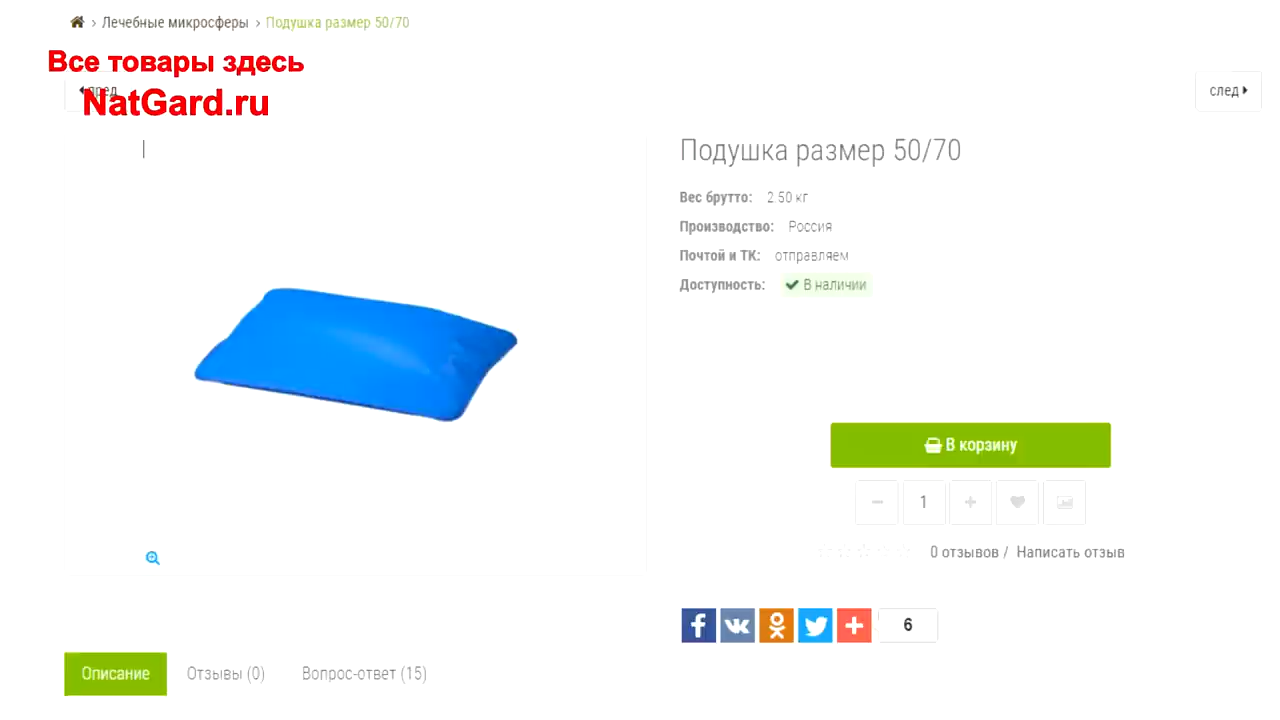 Лечебные микросферы › Подушка размер 50/70
Все товары здесь
пред
NatGard.ru
след
Подушка размер 50/70
Вес брутто: 2.50 кг
Производство: Россия
Почтой и ТК: отправляем
Доступность: В наличии
В корзину
1
0 отзывов / Написать отзыв
6
Описание Отзывы (0) Вопрос-ответ (15)